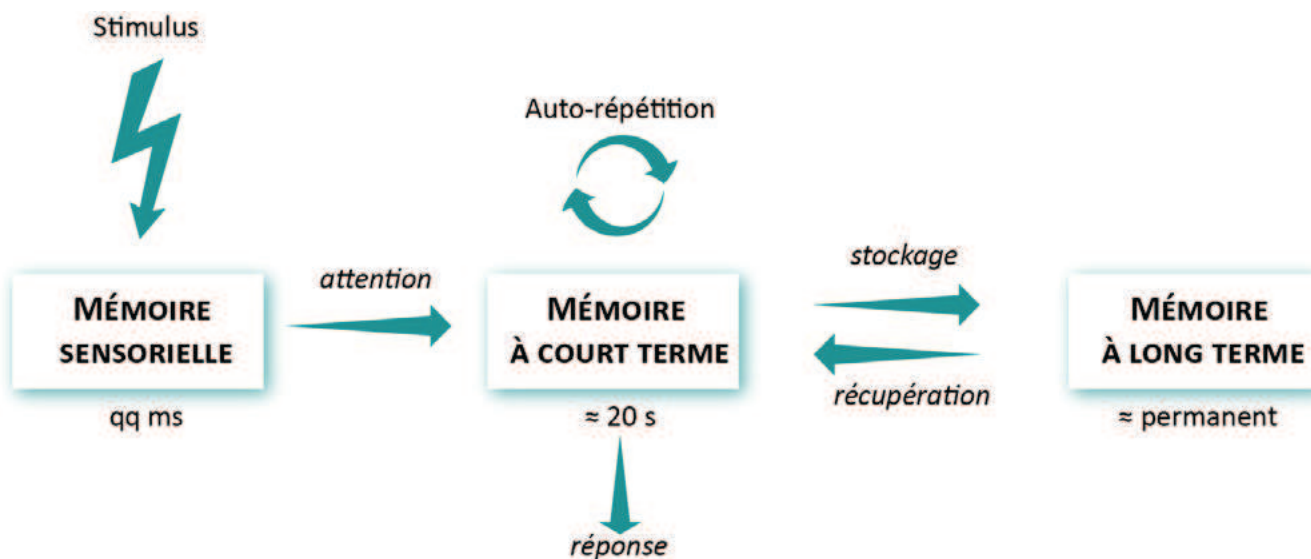 Stimulus
Auto-répétition
attention
stockage
MÉMOIRE
SENSORIELLE
MÉMOIRE
À COURT TERME
MÉMOIRE
À LONG TERME
récupération
qq ms
≈ 20 s
≈ permanent
réponse